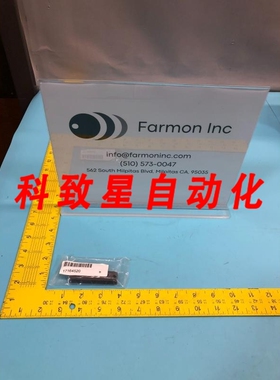 Farmon Inc
info@farmoninc.com
(510) 573-0047
562 South Milpitas Blvd, Milpitas CA, 95035
科致星自动化